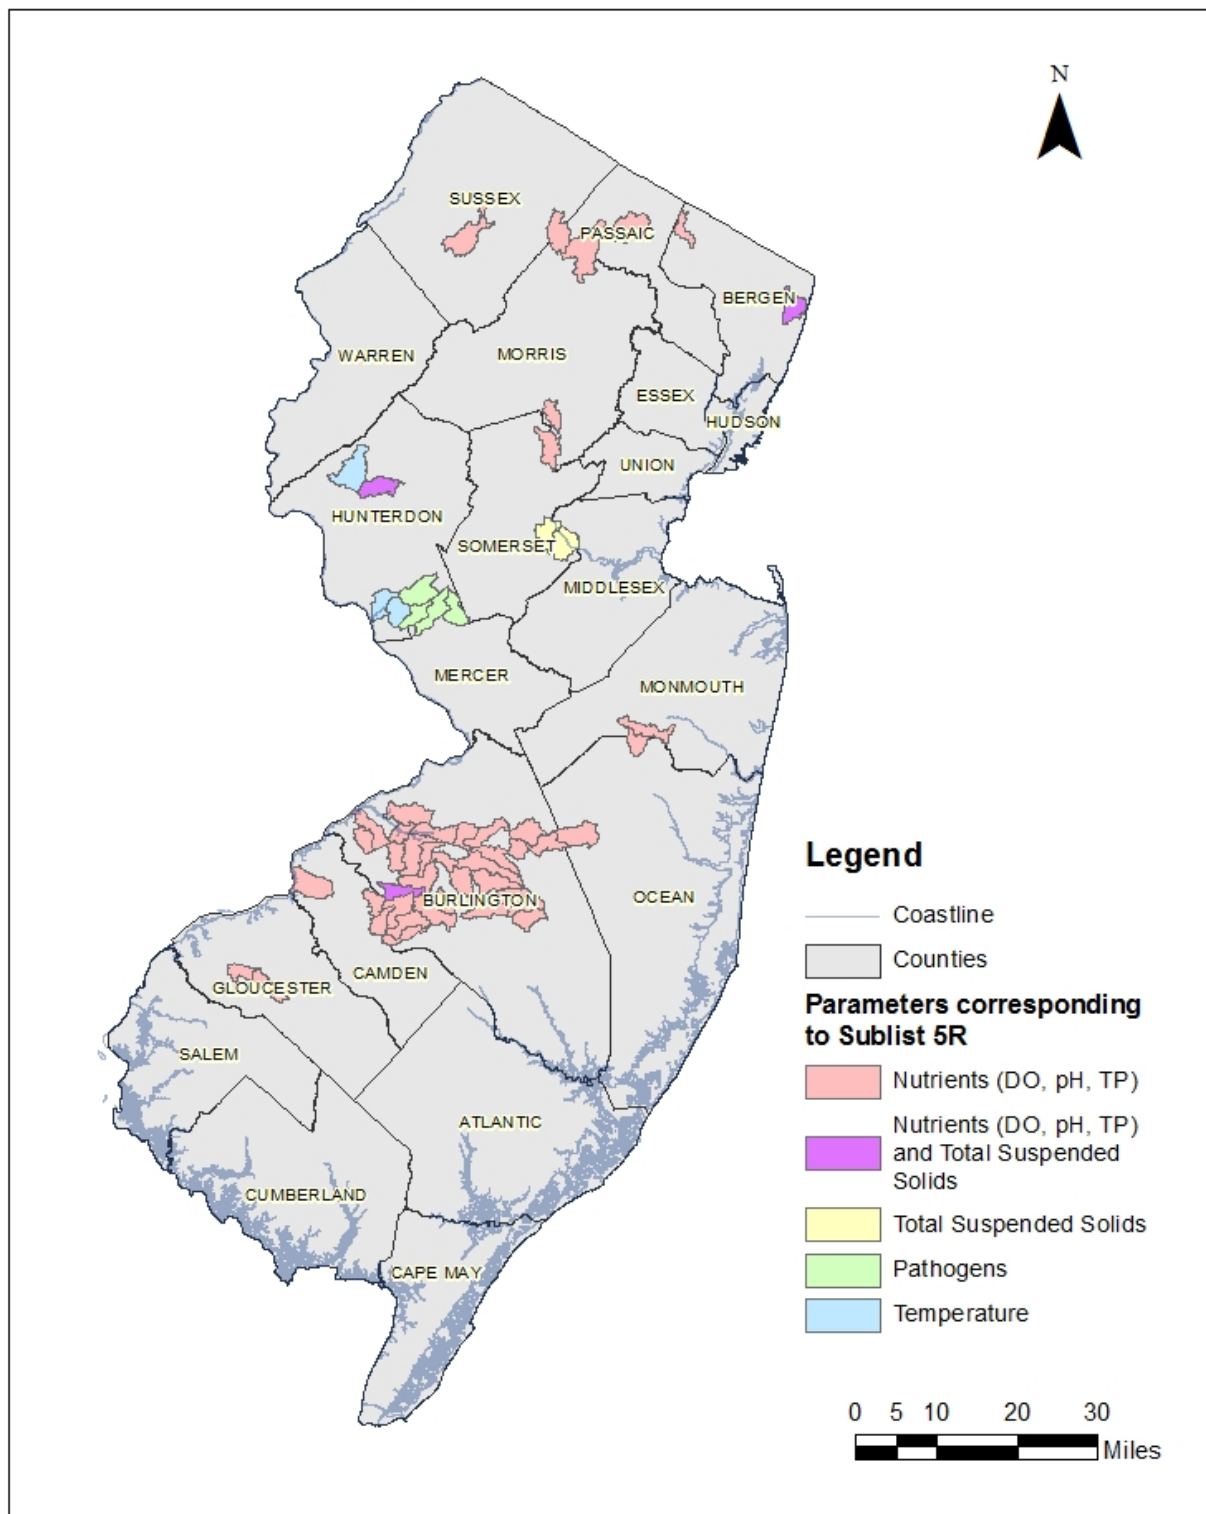 N
SUSSEX
PASSAIC
BERGEN
WARREN
MORRIS
ESSEX
HUDSON
UNION
HUNTERDON
SOMERSET
MIDDLESEX
MERCER
MONMOUTH
OCEAN
BURLINGTON
CAMDEN
GLOUCESTER
SALEM
ATLANTIC
CUMBERLAND
CAPE MAY
Legend
Coastline
Counties
Parameters corresponding
to Sublist 5R
Nutrients (DO, pH, TP)
Nutrients (DO, pH, TP)
and Total Suspended
Solids
Total Suspended Solids
Pathogens
Temperature
0 5 10 20 30
Miles